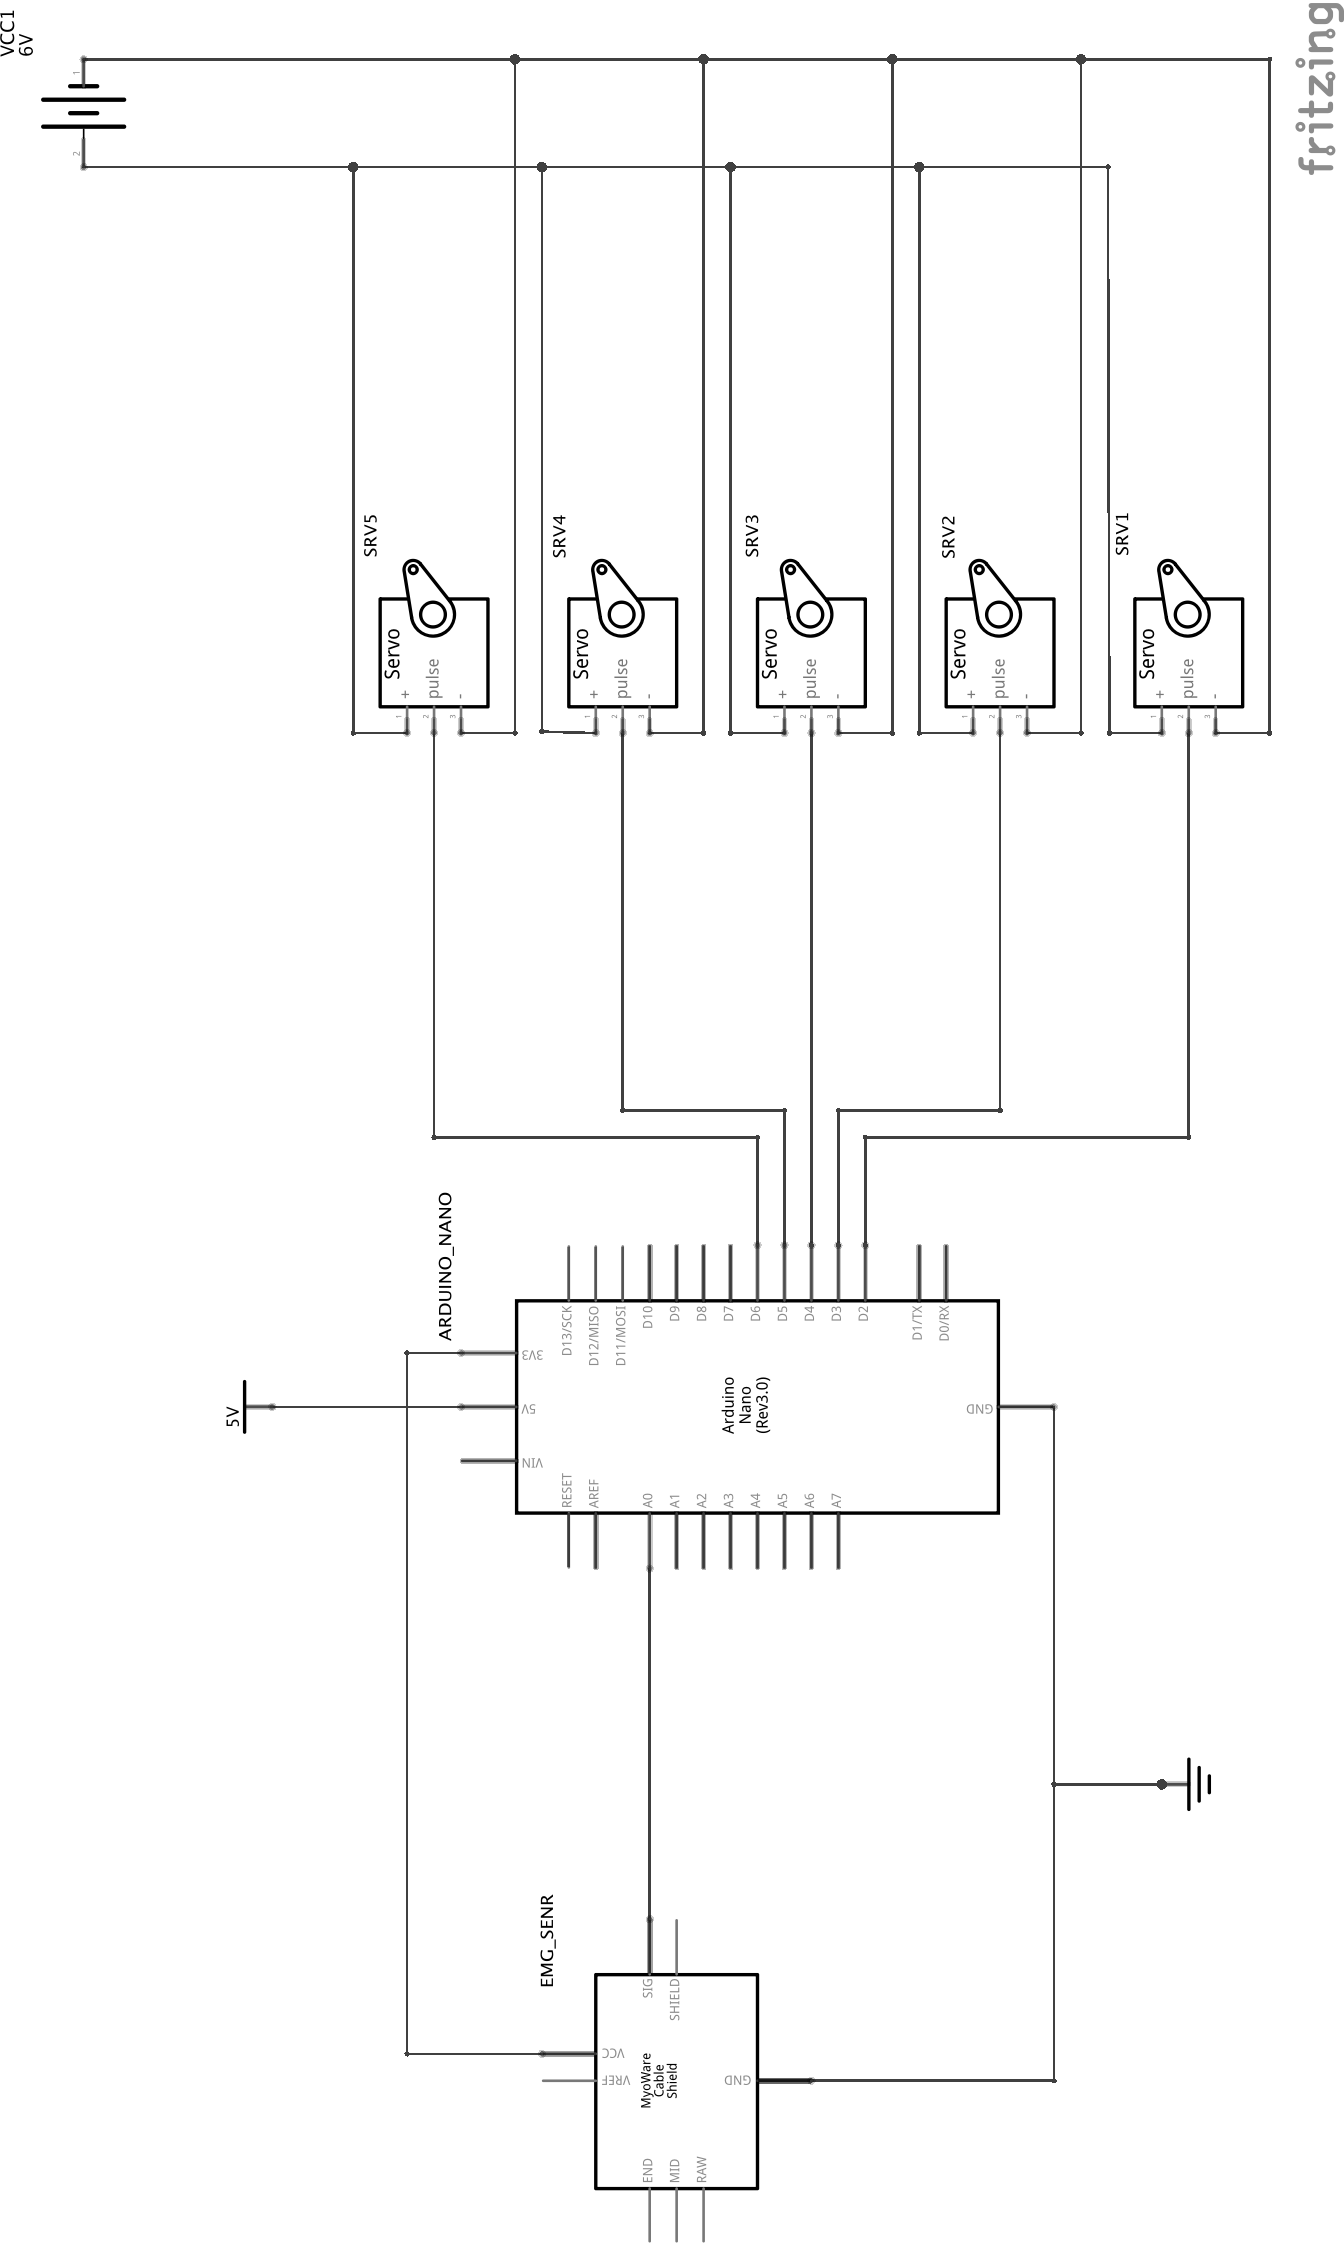 VCC1
6V
fritzing
1
2
SRV5
SRV4
SRV3
SRV2
SRV1
Servo
Servo
Servo
Servo
Servo
+ pulse -
+ pulse -
+ pulse -
+ pulse -
+ pulse -
1 2 3
1 2 3
1 2 3
1 2 3
1 2 3
ARDUINO_NANO
D13/SCK
D12/MISO
D11/MOSI
D10
D9
D8
D7
D6
D5
D4
D3
D2
D1/TX
D0/RX
3V3
5V
5V
VIN
Arduino
Nano
(Rev3.0)
GND
RESET
AREF
A0
A1
A2
A3
A4
A5
A6
A7
EMG_SENR
SIG
SHIELD
VCC
VREF
MyoWare
Cable
Shield
GND
END
MID
RAW